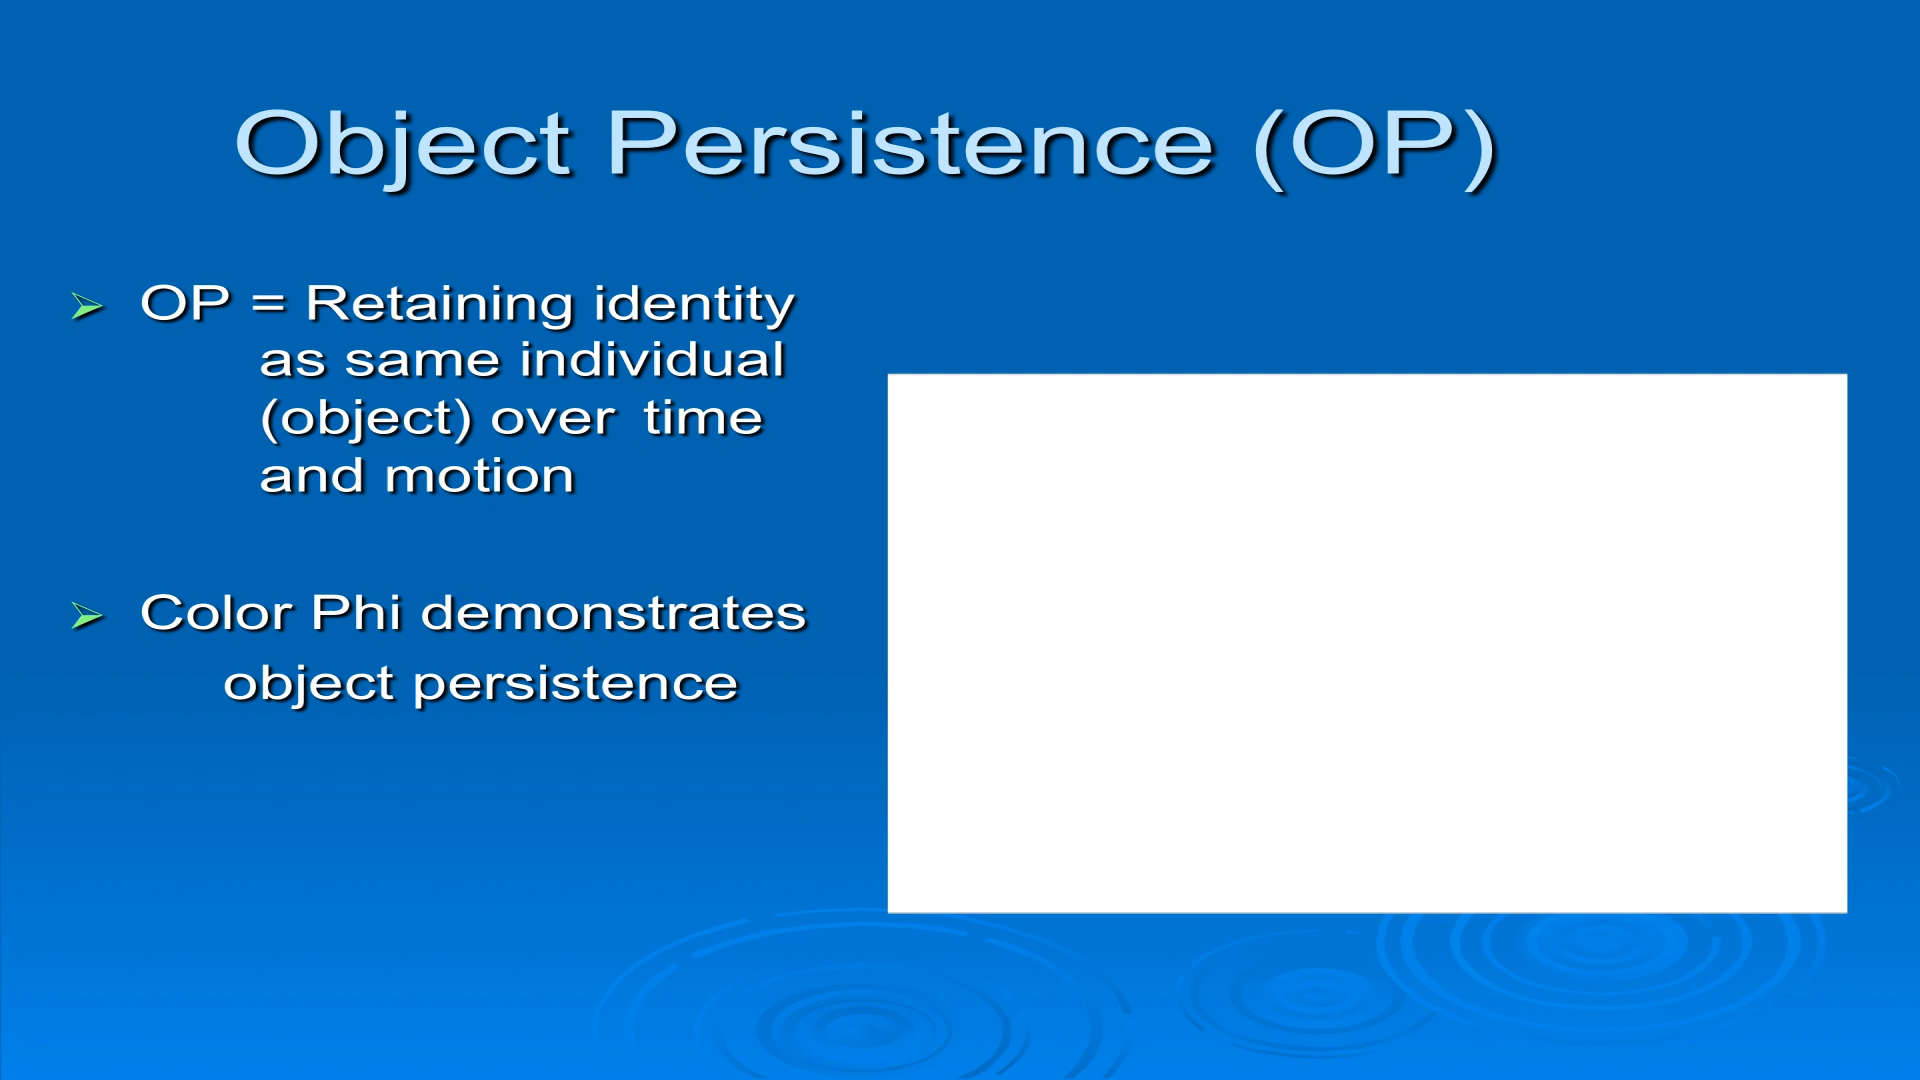 Object Persistence (OP)
➢ OP = Retaining identity
as same individual
(object) over time
and motion
➢ Color Phi demonstrates
object persistence